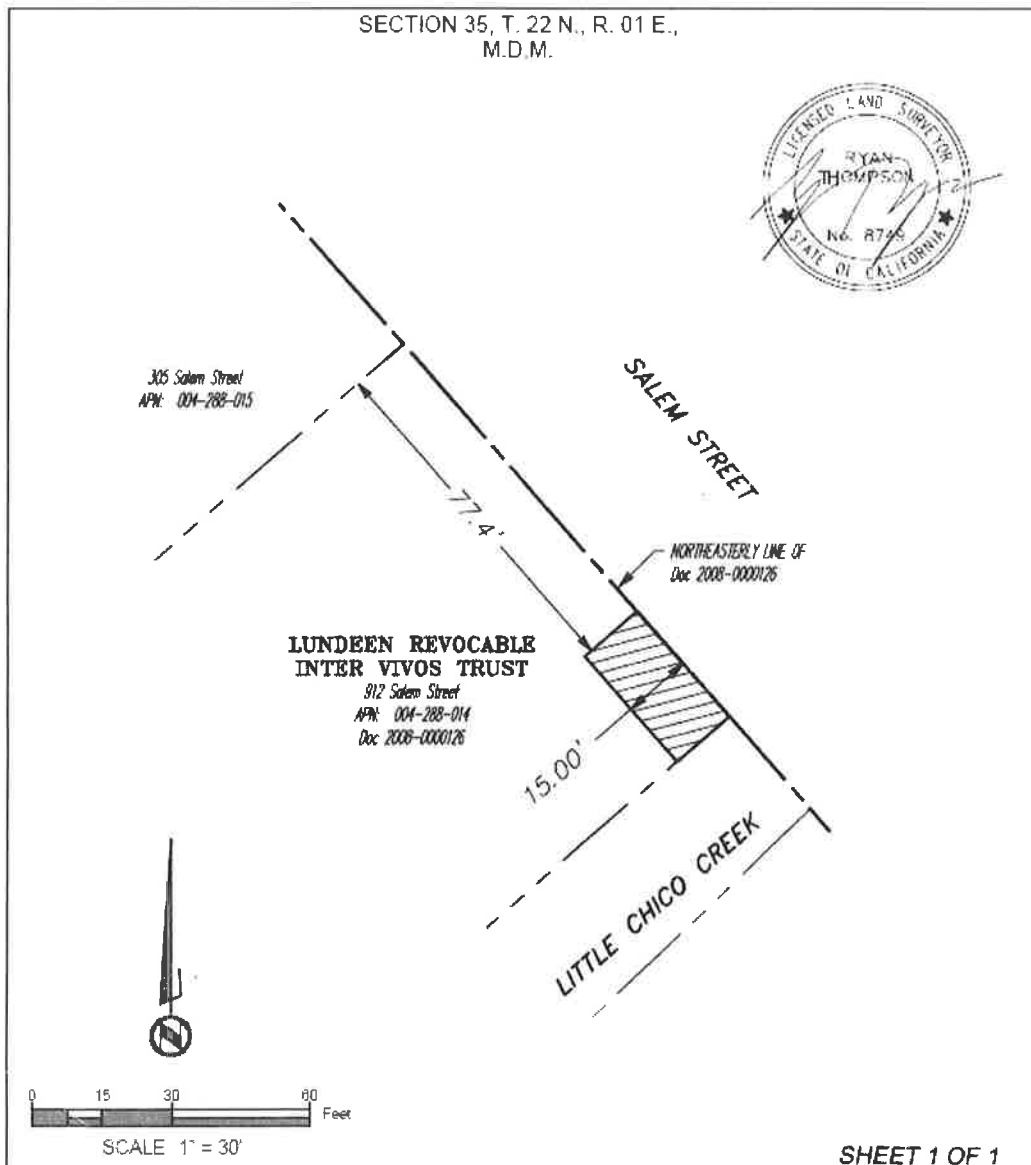 SECTION 35, T. 22 N., R. 01 E.,
M.D.M.
LICENSED LAND SURVEYOR
RYAN
THOMPSON
No. 8749
STATE OF CALIFORNIA
305 Salem Street
APN: 004-288-015
SALEM STREET
77.4'
NORTHEASTERLY LINE OF
Doc 2008-0000126
LUNDEEN REVOCABLE
INTER VIVOS TRUST
912 Salem Street
APN: 004-288-014
Doc 2008-0000126
15.00'
LITTLE CHICO CREEK
0 15 30 60
Feet
SCALE 1" = 30'
SHEET 1 OF 1